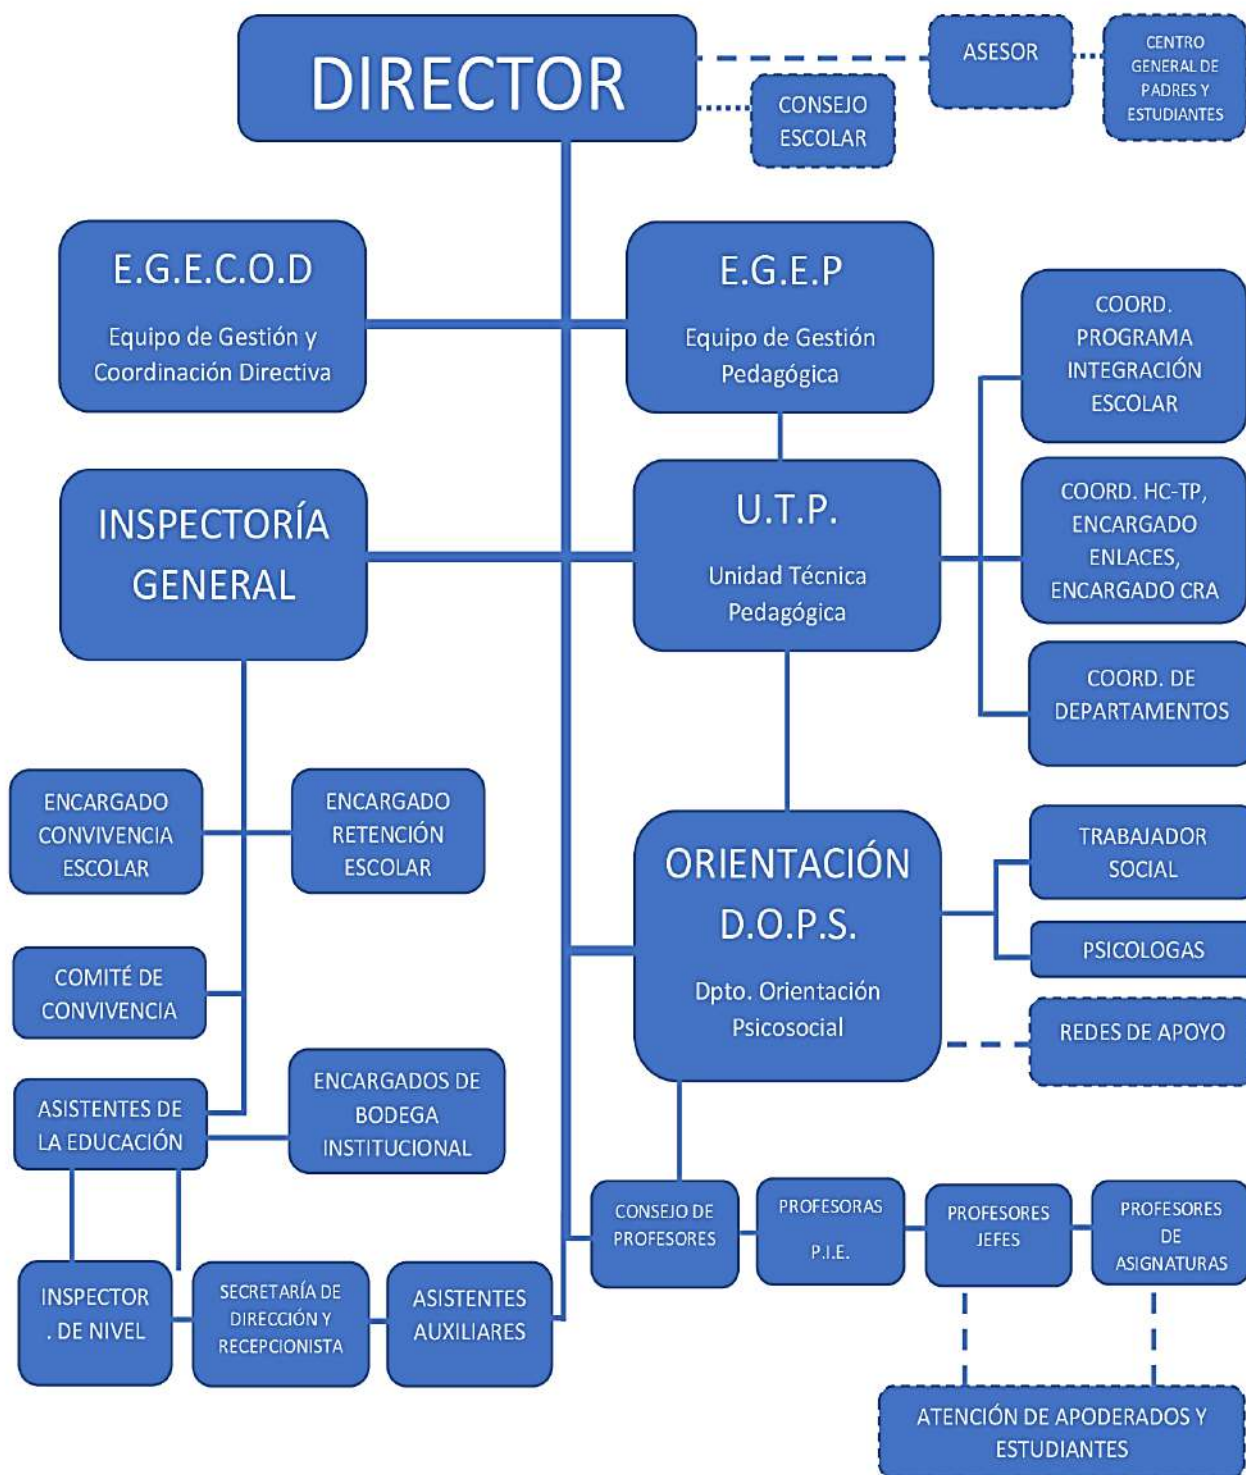 DIRECTOR
ASESOR
CENTRO
GENERAL DE
PADRES Y
ESTUDIANTES
CONSEJO
ESCOLAR
E.G.E.C.O.D
Equipo de Gestión y
Coordinación Directiva
E.G.E.P
Equipo de Gestión
Pedagógica
COORD.
PROGRAMA
INTEGRACIÓN
ESCOLAR
INSPECTORÍA
GENERAL
U.T.P.
Unidad Técnica
Pedagógica
COORD. HC-TP,
ENCARGADO
ENLACES,
ENCARGADO CRA
COORD. DE
DEPARTAMENTOS
ENCARGADO
CONVIVENCIA
ESCOLAR
ENCARGADO
RETENCIÓN
ESCOLAR
ORIENTACIÓN
D.O.P.S.
Dpto. Orientación
Psicosocial
TRABAJADOR
SOCIAL
PSICOLOGAS
REDES DE APOYO
COMITÉ DE
CONVIVENCIA
ASISTENTES DE
LA EDUCACIÓN
ENCARGADOS DE
BODEGA
INSTITUCIONAL
CONSEJO DE
PROFESORES
PROFESORAS
P.I.E.
PROFESORES
JEFES
PROFESORES
DE
ASIGNATURAS
INSPECTOR
. DE NIVEL
SECRETARÍA DE
DIRECCIÓN Y
RECEPCIONISTA
ASISTENTES
AUXILIARES
ATENCIÓN DE APODERADOS Y
ESTUDIANTES